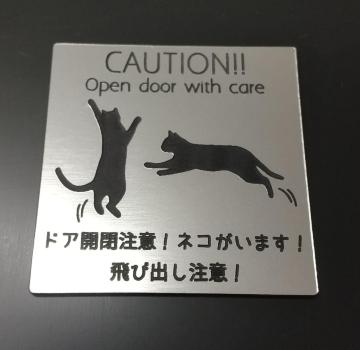 CAUTION!!
Open door with care
ドア開閉注意！ネコがいます！
飛び出し注意！